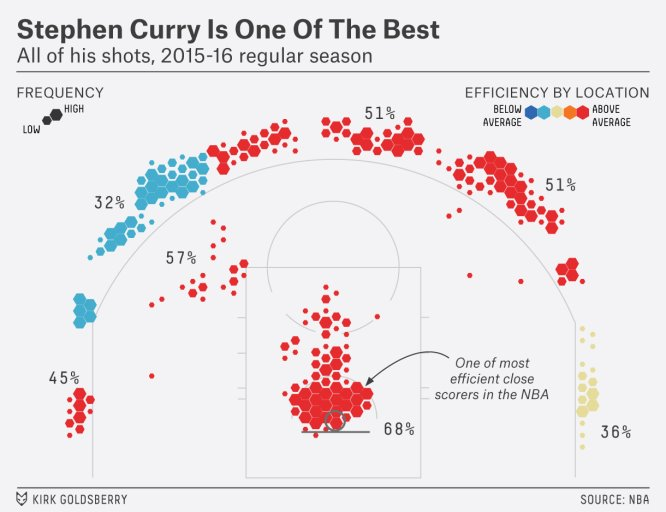 Stephen Curry Is One Of The Best
All of his shots, 2015-16 regular season
FREQUENCY
LOW
HIGH
EFFICIENCY BY LOCATION
BELOW
AVERAGE
ABOVE
AVERAGE
51%
51%
32%
57%
45%
One of most
efficient close
scorers in the NBA
68%
36%
KIRK GOLDSBERRY
SOURCE: NBA